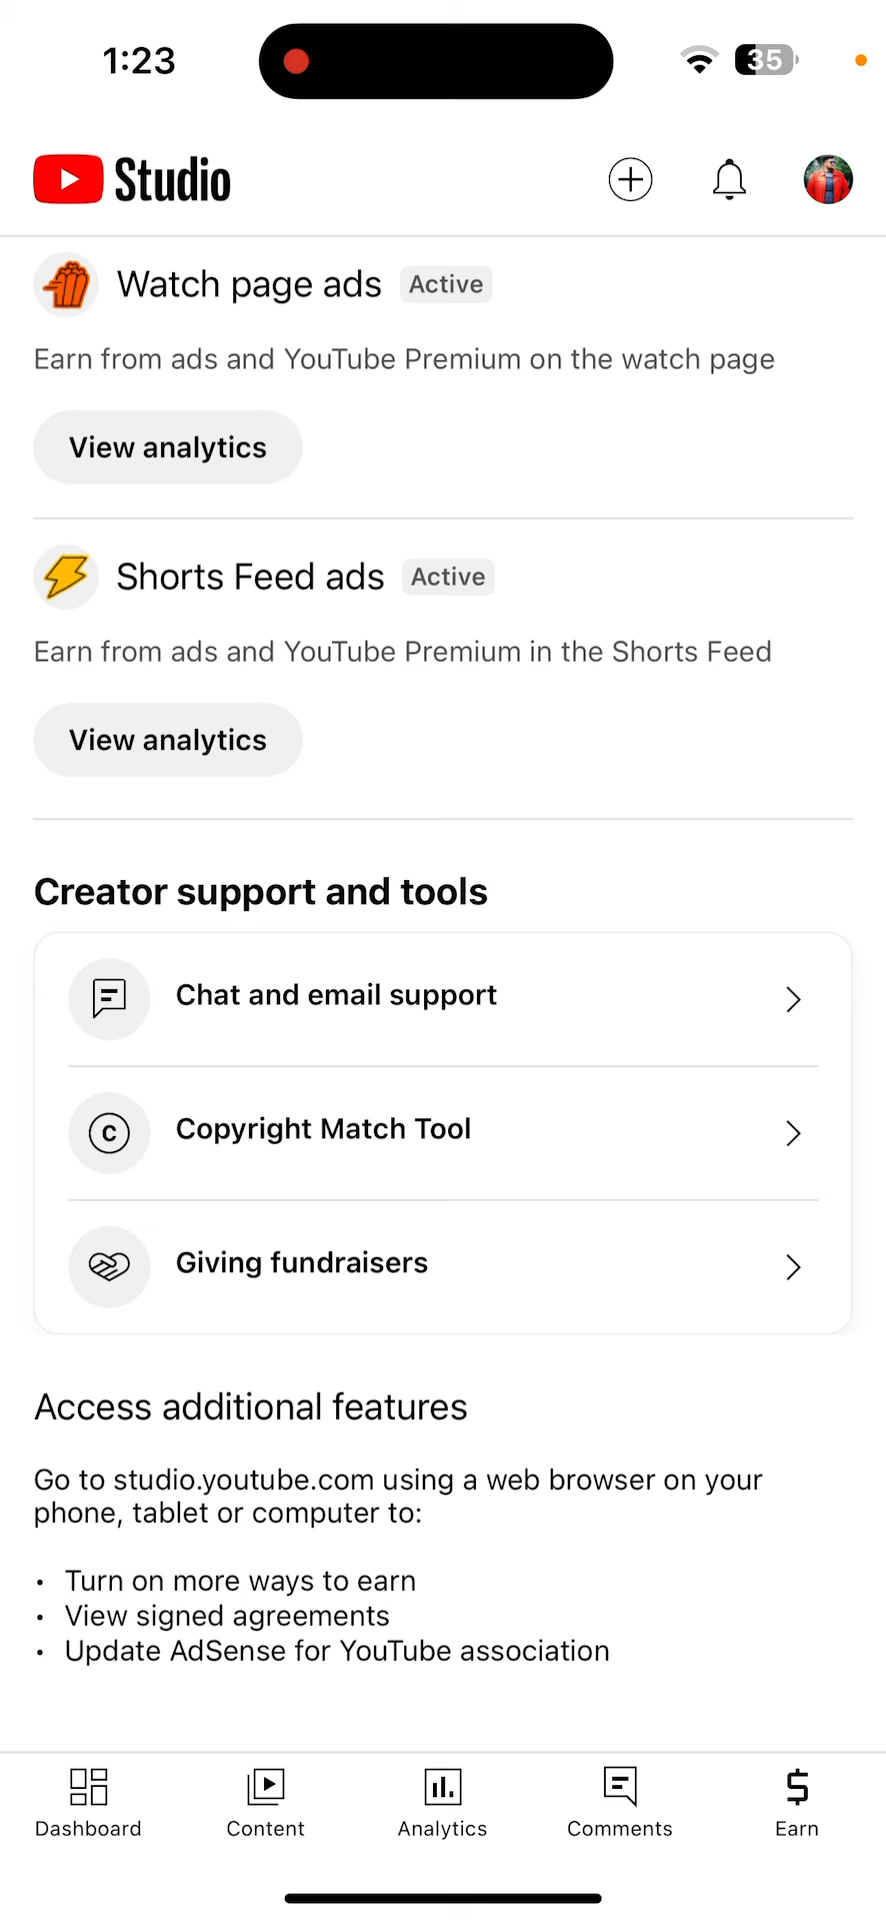 1:23
35
Studio
Watch page ads Active
Earn from ads and YouTube Premium on the watch page
View analytics
Shorts Feed ads Active
Earn from ads and YouTube Premium in the Shorts Feed
View analytics
Creator support and tools
Chat and email support
Copyright Match Tool
Giving fundraisers
Access additional features
Go to studio.youtube.com using a web browser on your
phone, tablet or computer to:
• Turn on more ways to earn
• View signed agreements
• Update AdSense for YouTube association
Dashboard Content Analytics Comments Earn